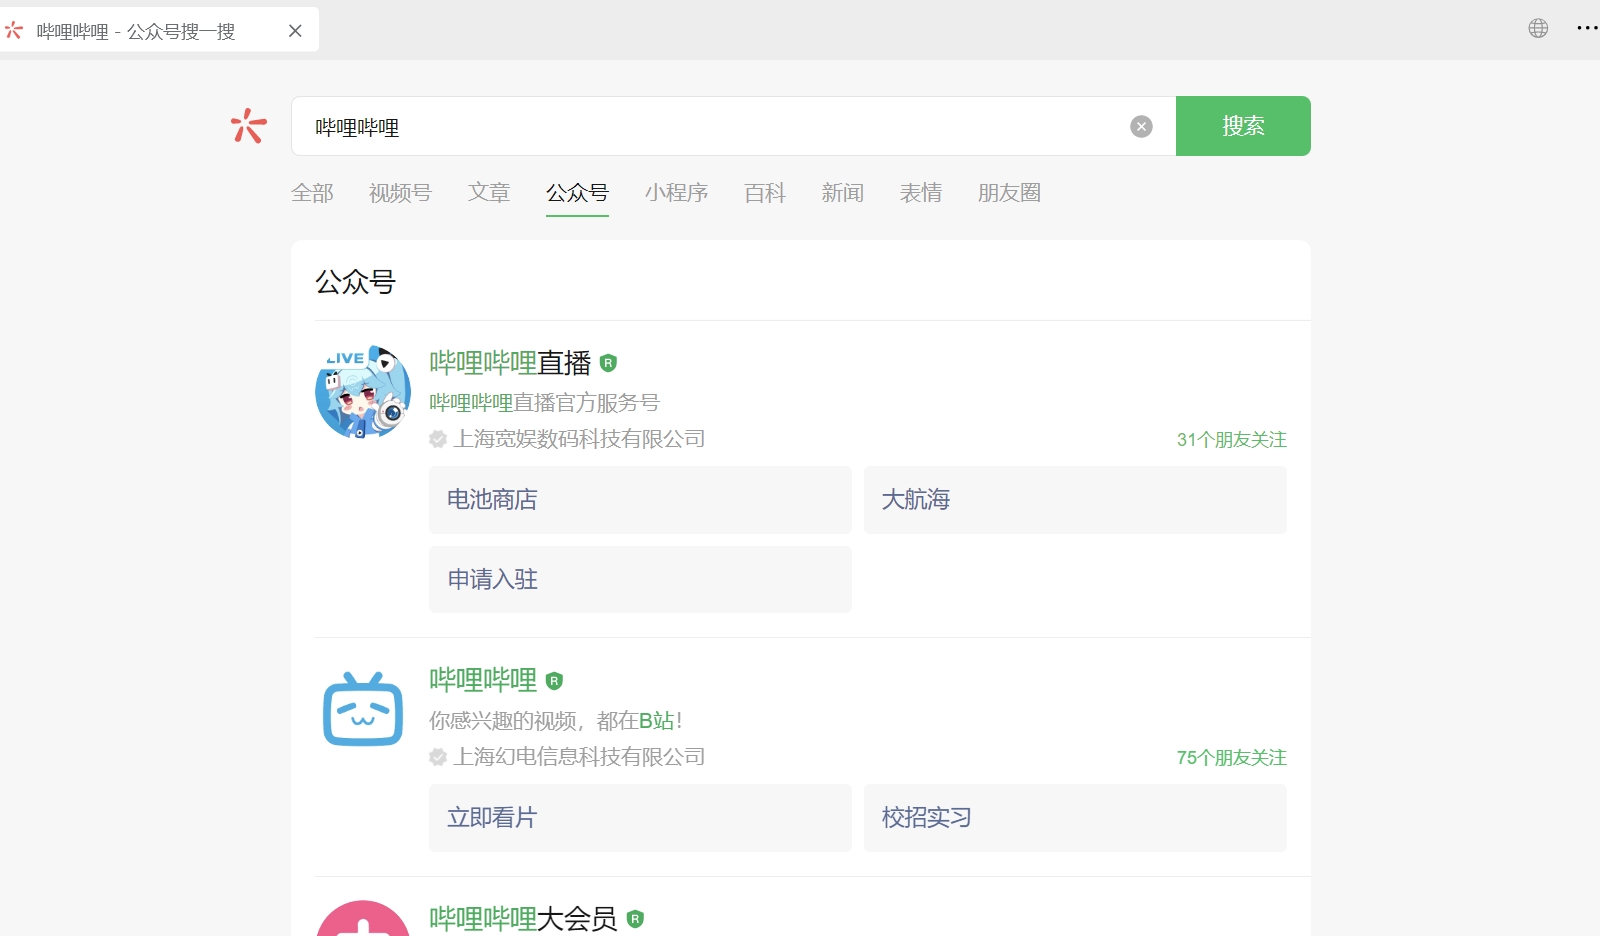 哔哩哔哩 - 公众号搜一搜
哔哩哔哩
搜索
全部 视频号 文章 公众号 小程序 百科 新闻 表情 朋友圈
公众号
LIVE
哔哩哔哩直播 R
哔哩哔哩直播官方服务号
上海宽娱数码科技有限公司
31个朋友关注
电池商店
大航海
申请入驻
哔哩哔哩 R
你感兴趣的视频，都在B站！
上海幻电信息科技有限公司
75个朋友关注
立即看片
校招实习
哔哩哔哩大会员 R